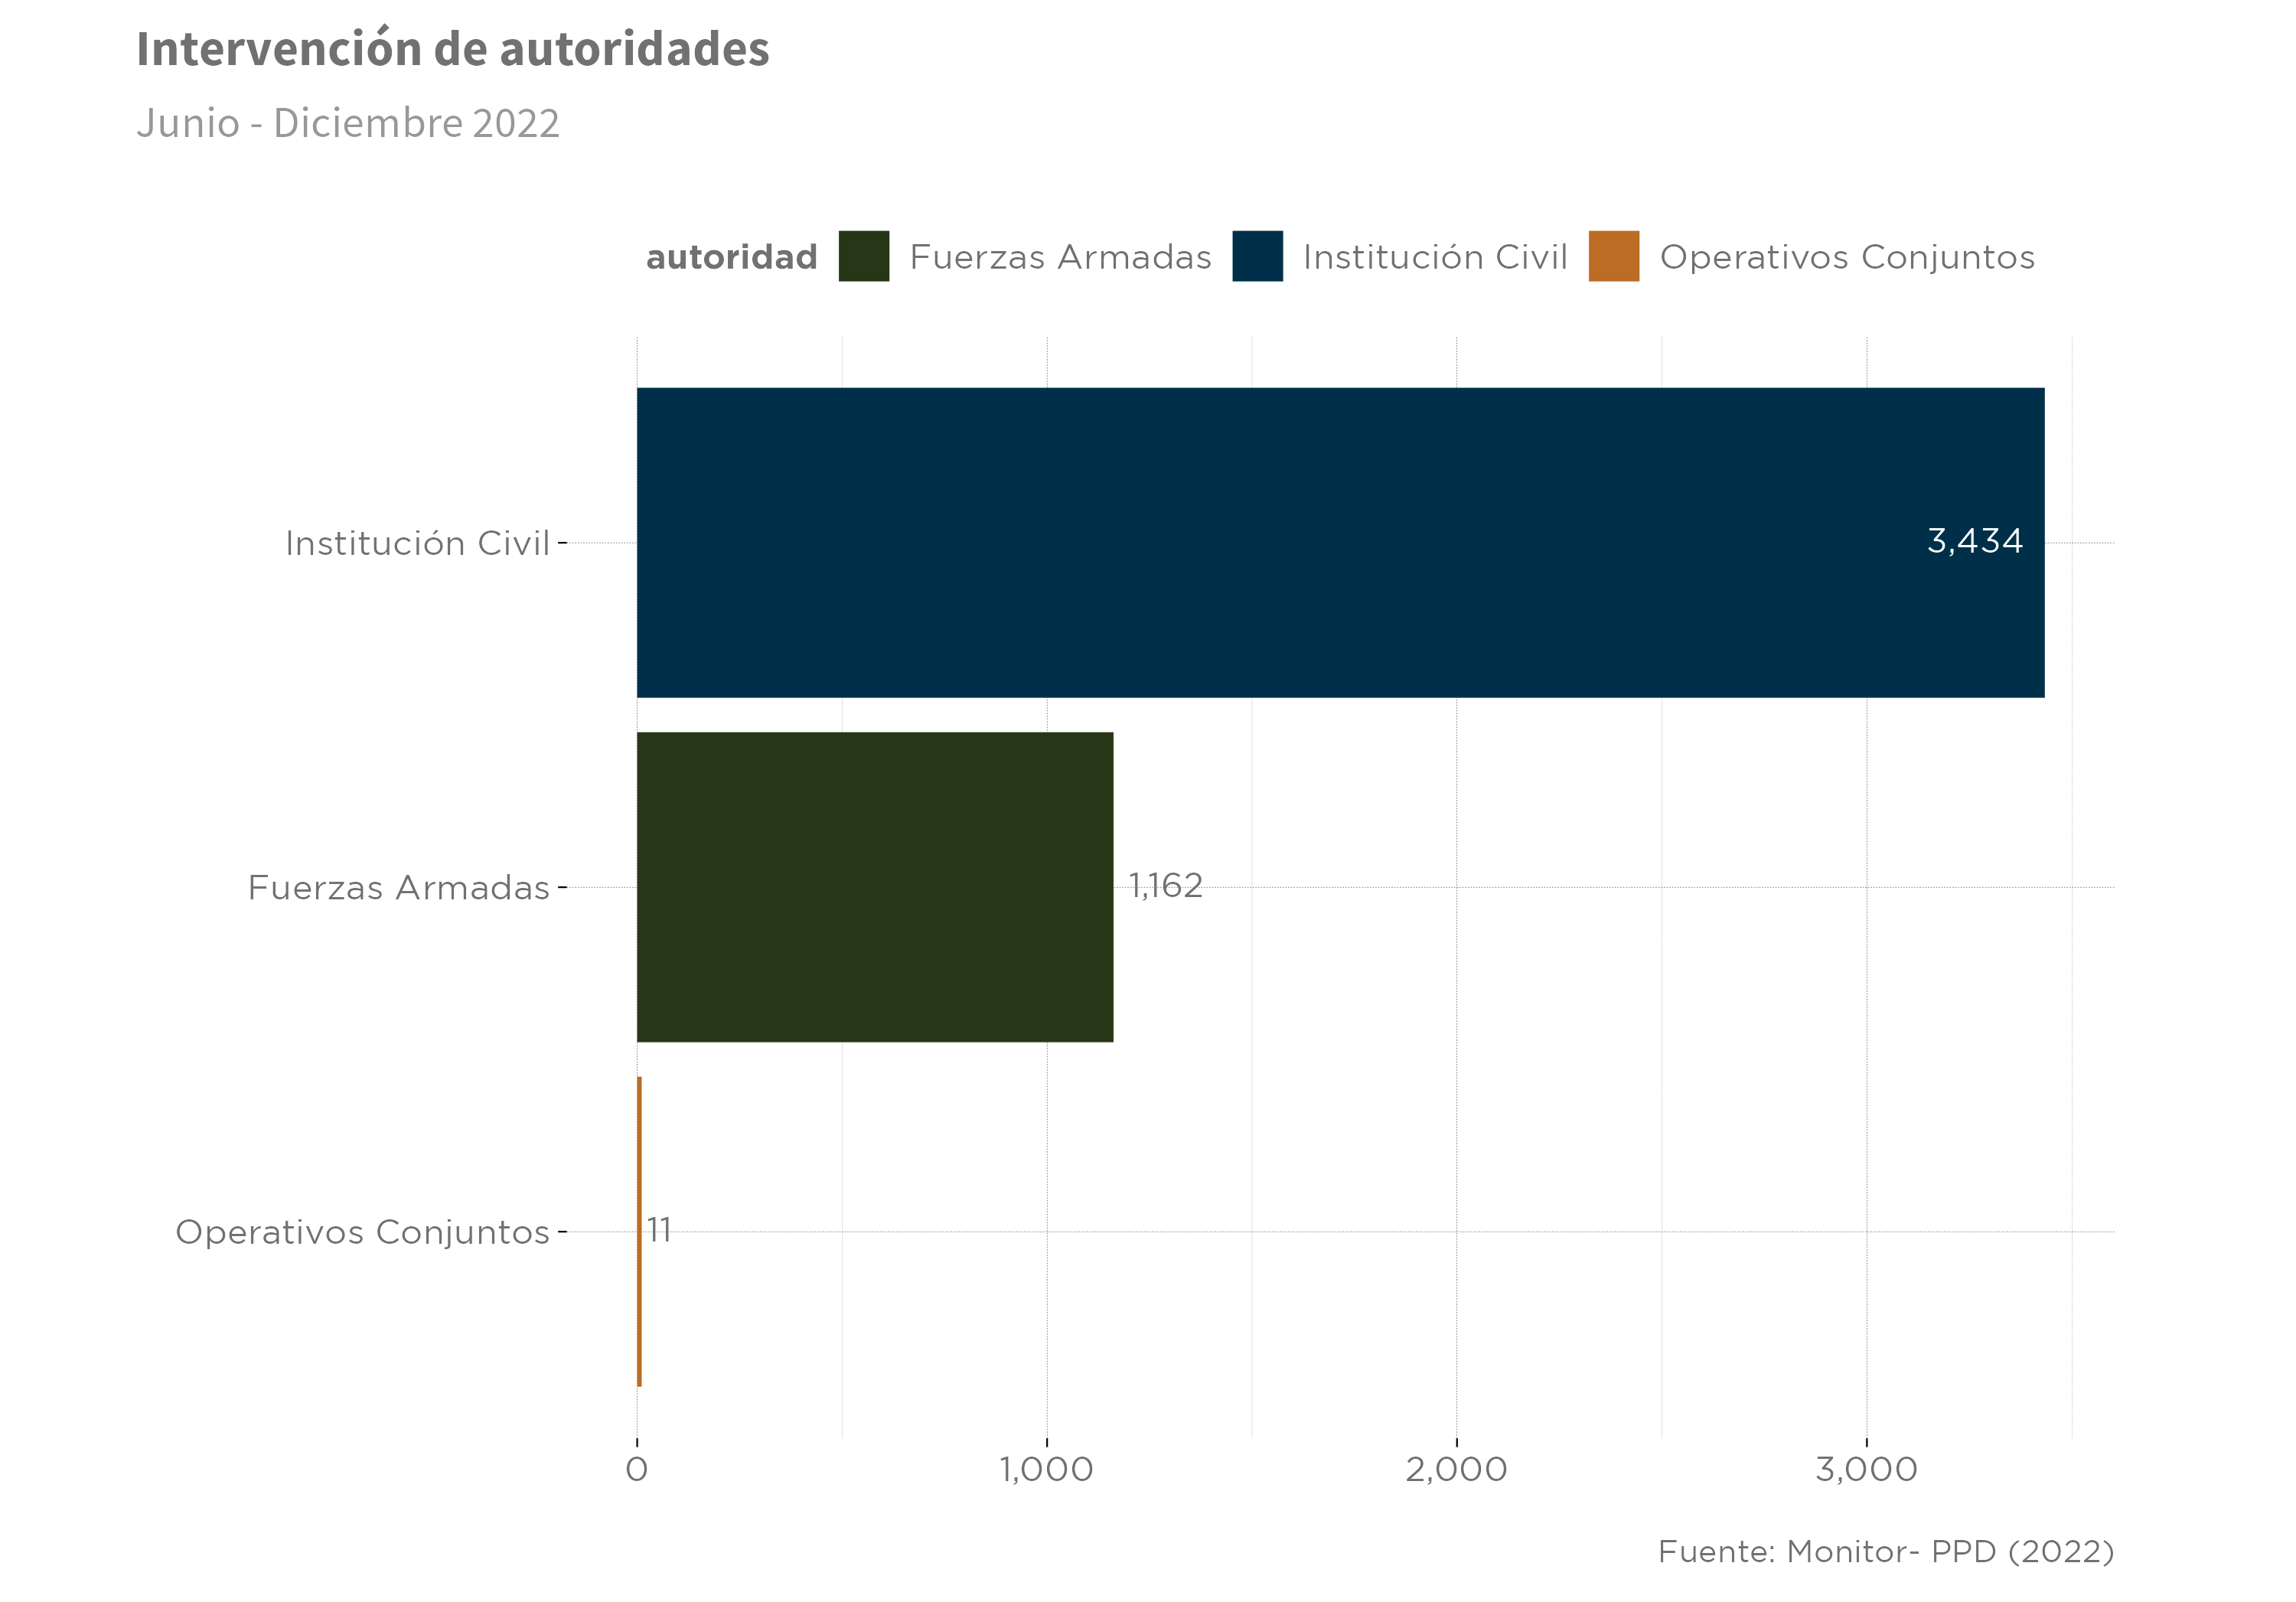 Intervención de autoridades
Junio - Diciembre 2022
autoridad Fuerzas Armadas Institución Civil Operativos Conjuntos
Institución Civil 3,434
Fuerzas Armadas 1,162
Operativos Conjuntos 11
0 1,000 2,000 3,000
Fuente: Monitor- PPD (2022)